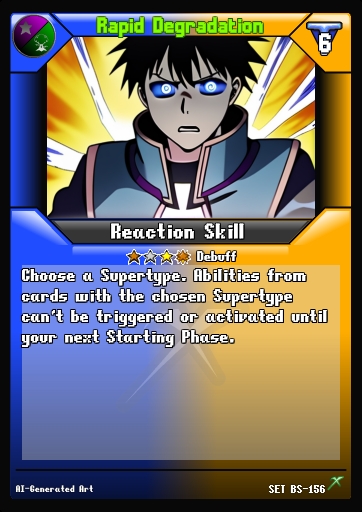 Rapid Degradation
6
Reaction Skill
Debuff
Choose a Supertype. Abilities from
cards with the chosen Supertype
can't be triggered or activated until
your next Starting Phase.
AI-Generated Art
SET BS-156